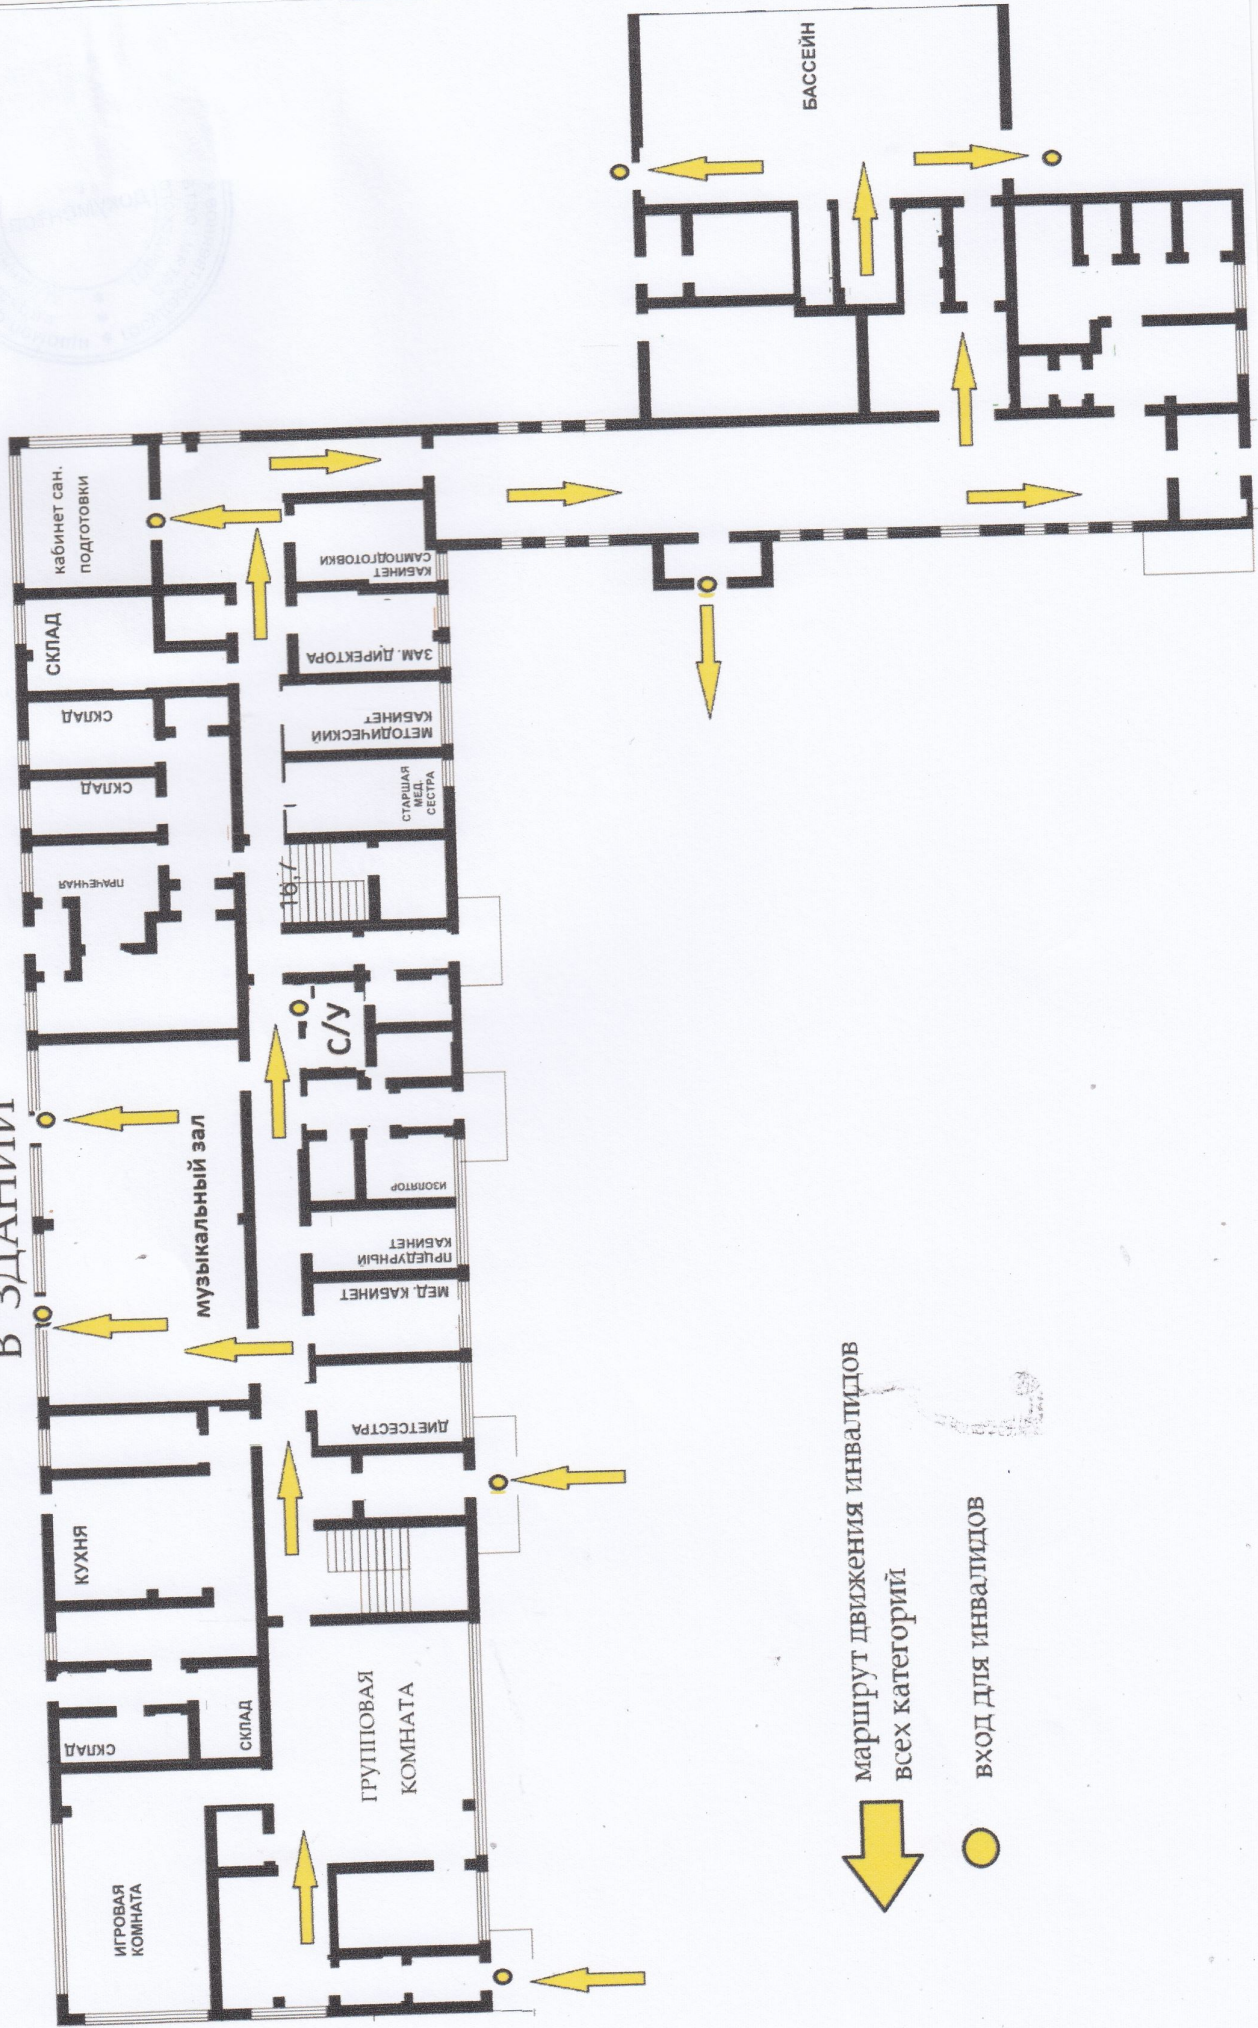 В ЗДАНИИ
ИГРОВАЯ
КОМНАТА
СКЛАД
СКЛАД
КУХНЯ
музыкальный зал
ПРАЧЕЧНАЯ
СКЛАД
СКЛАД
СКЛАД
кабинет сан.
подготовки
ГРУППОВАЯ
КОМНАТА
ДИЕТСЕСТРА
МЕД. КАБИНЕТ
ПРЦЕДУРНЫЙ
КАБИНЕТ
ИЗОЛЯТОР
С/У
16,7
СТАРШАЯ
МЕД.
СЕСТРА
МЕТОДИЧЕСКИЙ
КАБИНЕТ
ЗАМ. ДИРЕКТОРА
КАБИНЕТ
САМПОДГОТОВКИ
БАССЕЙН
маршрут движения инвалидов
всех категорий
вход для инвалидов